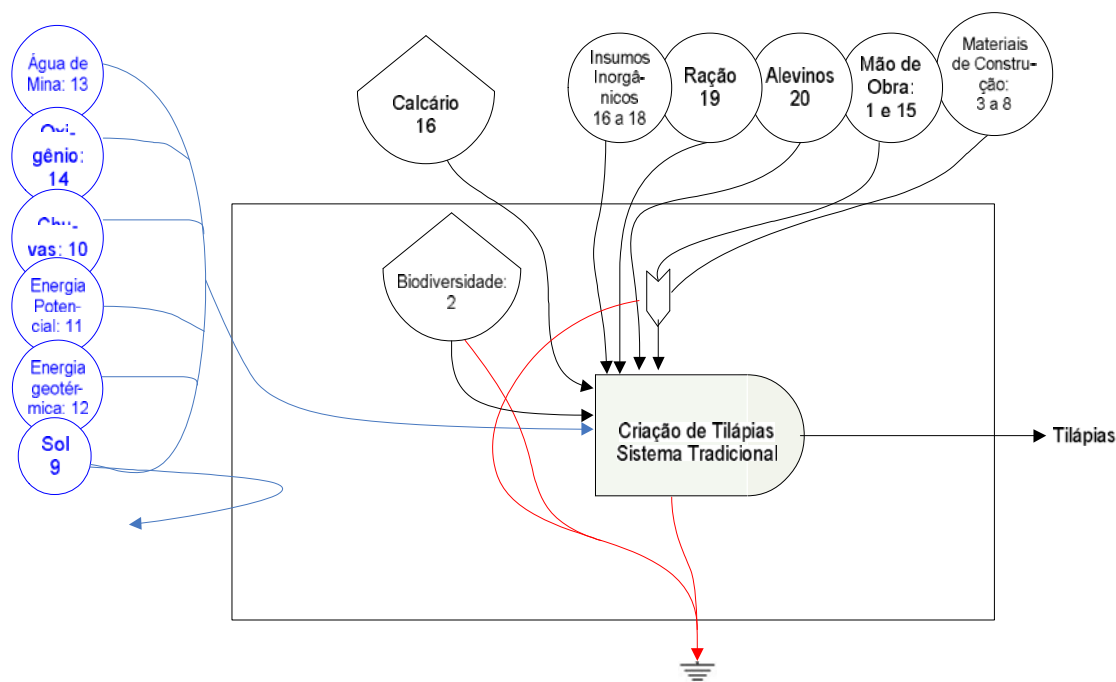 Água de
Mina: 13
Oxi-
gênio:
14
Chu-
vas: 10
Energia
Poten-
cial: 11
Energia
geotér-
mica: 12
Sol
9
Calcário
16
Insumos
Inorgâ-
nicos
16 a 18
Ração
19
Alevinos
20
Mão de
Obra:
1 e 15
Materiais
de Constru-
ção:
3 a 8
Biodiversidade:
2
Criação de Tilápias
Sistema Tradicional
Tilápias